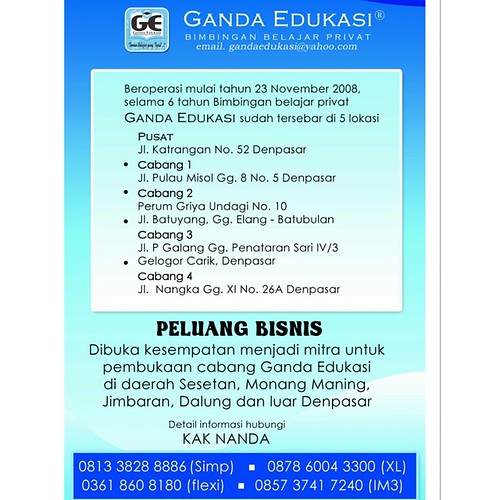 GE
GANDA EDUKASI®
BIMBINGAN BELAJAR PRIVAT
email. gandaedukasi@yahoo.com
Beroperasi mulai tahun 23 November 2008,
selama 6 tahun Bimbingan belajar privat
GANDA EDUKASI sudah tersebar di 5 lokasi
PUSAT
Jl. Katrangan No. 52 Denpasar
• Cabang 1
Jl. Pulau Misol Gg. 8 No. 5 Denpasar
• Cabang 2
Perum Griya Undagi No. 10
• Jl. Batuyang, Gg. Elang - Batubulan
Cabang 3
Jl. P Galang Gg. Penataran Sari IV/3
• Gelogor Carik, Denpasar
Cabang 4
Jl. Nangka Gg. XI No. 26A Denpasar
PELUANG BISNIS
Dibuka kesempatan menjadi mitra untuk
pembukaan cabang Ganda Edukasi
di daerah Sesetan, Monang Maning,
Jimbaran, Dalung dan luar Denpasar
Detail informasi hubungi
KAK NANDA
0813 3828 8886 (Simp) ▪ 0878 6004 3300 (XL)
0361 860 8180 (flexi) ▪ 0857 3741 7240 (IM3)